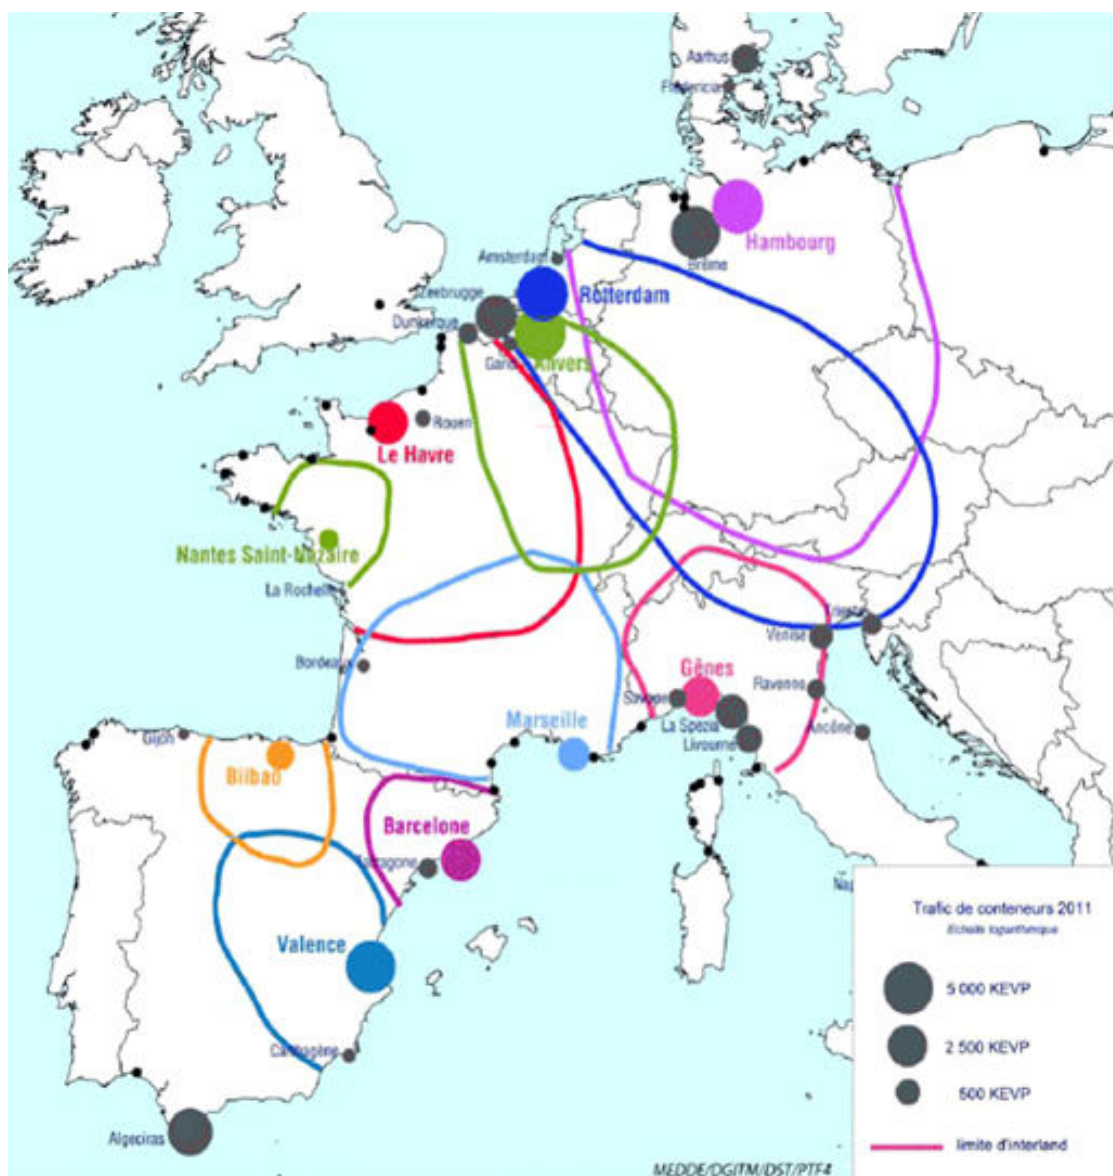 Aarhus
Fredericia
Hambourg
Brême
Amsterdam
Rotterdam
Zeebrugge
Dunkerque
Gand
Anvers
Rouen
Le Havre
Nantes Saint-Nazaire
La Rochelle
Bordeaux
Trieste
Venise
Gênes
Savone
Ravenne
La Spezia
Livourne
Ancône
Marseille
Gijon
Bilbao
Barcelone
Tarragone
Valence
Carthagène
Algeciras
Nap
Trafic de conteneurs 2011
Echelle logarithmique
5 000 KEVP
2 500 KEVP
500 KEVP
limite d'interland
MEDDE/DGITM/DST/PTF4